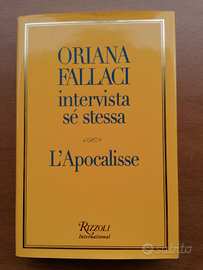 ORIANA
FALLACI
intervista
sé stessa
L'Apocalisse
RIZZOLI
International
subito